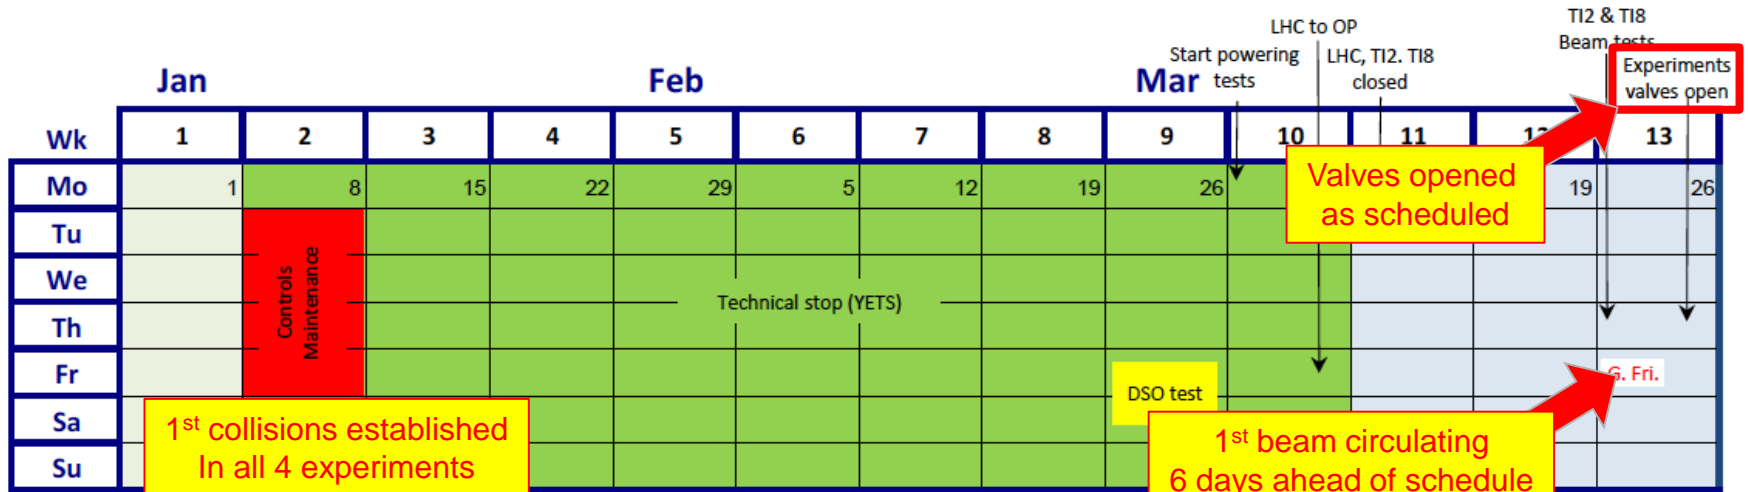 TI2 & TI8
Beam tests
LHC to OP
Start powering
tests
LHC, TI2. TI8
closed
Experiments
valves open
Jan Feb Mar
Wk 1 2 3 4 5 6 7 8 9 10 11 12 13
Valves opened
as scheduled
Mo 1 8 15 22 29 5 12 19 26 19 26
Tu
We
Controls
Maintenance
Technical stop (YETS)
Th
Fr G. Fri.
DSO test
Sa
1st collisions established
In all 4 experiments
1st beam circulating
6 days ahead of schedule
Su